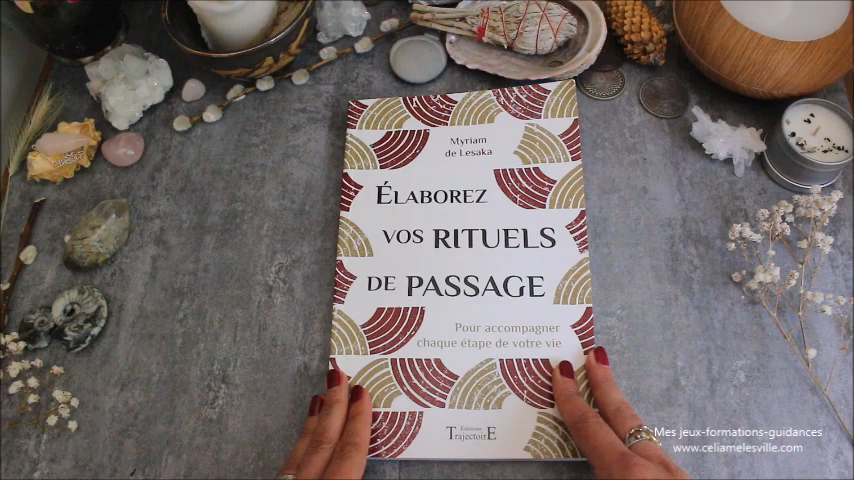 Myriam
de Lesaka
ÉLABOREZ
VOS RITUELS
DE PASSAGE
Pour accompagner
chaque étape de votre vie
Éditions
TrajectoirE
Mes jeux-formations-guidances
www.celiamelesville.com